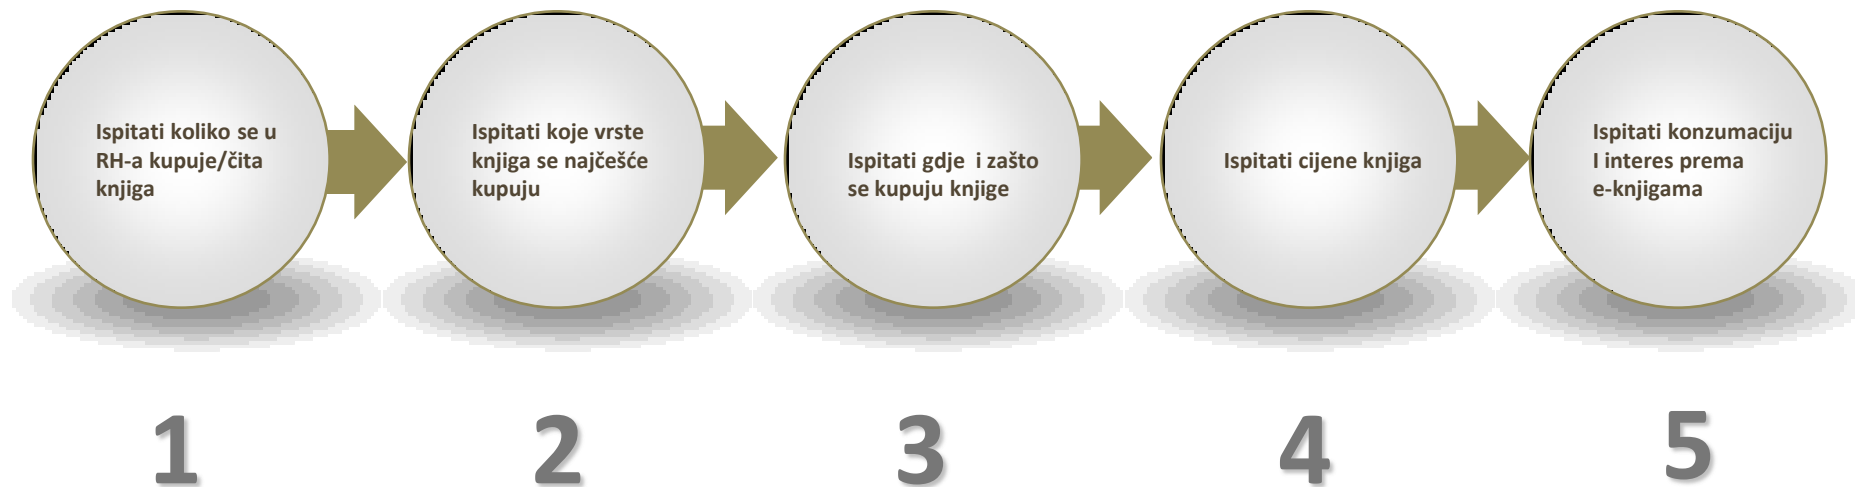 Ispitati koliko se u
RH-a kupuje/čita
knjiga
Ispitati koje vrste
knjiga se najčešće
kupuju
Ispitati gdje  i zašto
se kupuju knjige
Ispitati cijene knjiga
Ispitati konzumaciju
I interes prema
e-knjigama
1
2
3
4
5